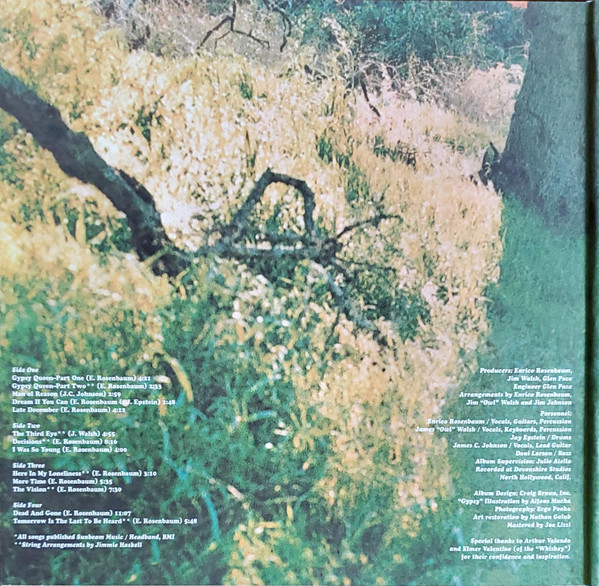 Side One
Gypsy Queen-Part One (E. Rosenbaum) 4:21
Gypsy Queen-Part Two** (E. Rosenbaum) 2:33
Man of Reason (J.C. Johnson) 2:59
Dream If You Can (E. Rosenbaum & J. Epstein) 2:48
Late December (E. Rosenbaum) 4:12
Side Two
The Third Eye** (J. Walsh) 4:55
Decisions** (E. Rosenbaum) 6:16
I Was So Young (E. Rosenbaum) 4:00
Side Three
Here In My Loneliness** (E. Rosenbaum) 3:10
More Time (E. Rosenbaum) 5:35
The Vision** (E. Rosenbaum) 7:30
Side Four
Dead And Gone (E. Rosenbaum) 11:07
Tomorrow Is The Last To Be Heard** (E. Rosenbaum) 5:48
*All songs published Sunbeam Music / Headband, BMI
**String Arrangements by Jimmie Haskell
Producers: Enrico Rosenbaum,
Jim Walsh, Glen Pace
Engineer Glen Pace
Arrangements by Enrico Rosenbaum,
Jim "Owl" Walsh and Jim Johnson
Personnel:
Enrico Rosenbaum / Vocals, Guitars, Percussion
James "Owl" Walsh / Vocals, Keyboards, Percussion
Jay Epstein / Drums
James C. Johnson / Vocals, Lead Guitar
Doni Larson / Bass
Album Supervision: Julie Aiello
Recorded at Devonshire Studios
North Hollywood, Calif.
Album Design: Craig Braun, Inc.
"Gypsy" Illustration by Alfons Mucha
Photography: Ergo Pooka
Art restoration by Nathan Golub
Mastered by Joe Lizzi
Special thanks to Arthur Valando
and Elmer Valentine (of the "Whiskey")
for their confidence and inspiration.